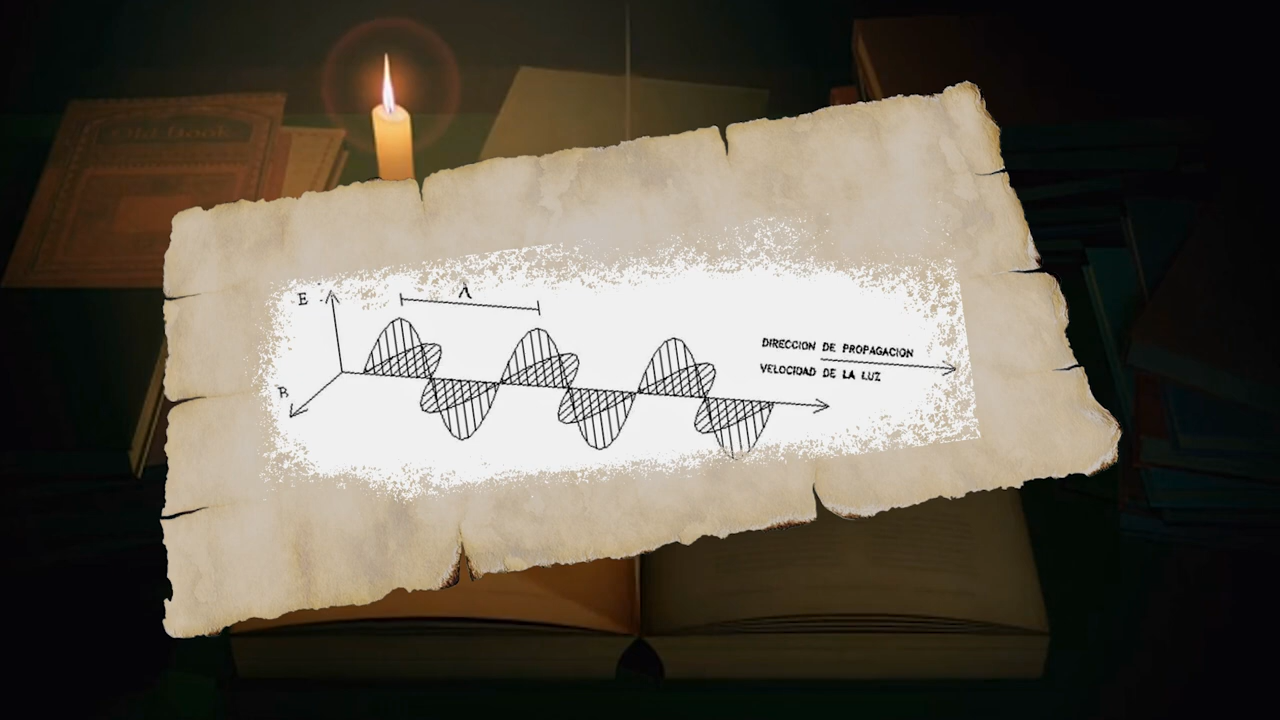 Old Book
E
λ
B
DIRECCION DE PROPAGACION
VELOCIDAD DE LA LUZ